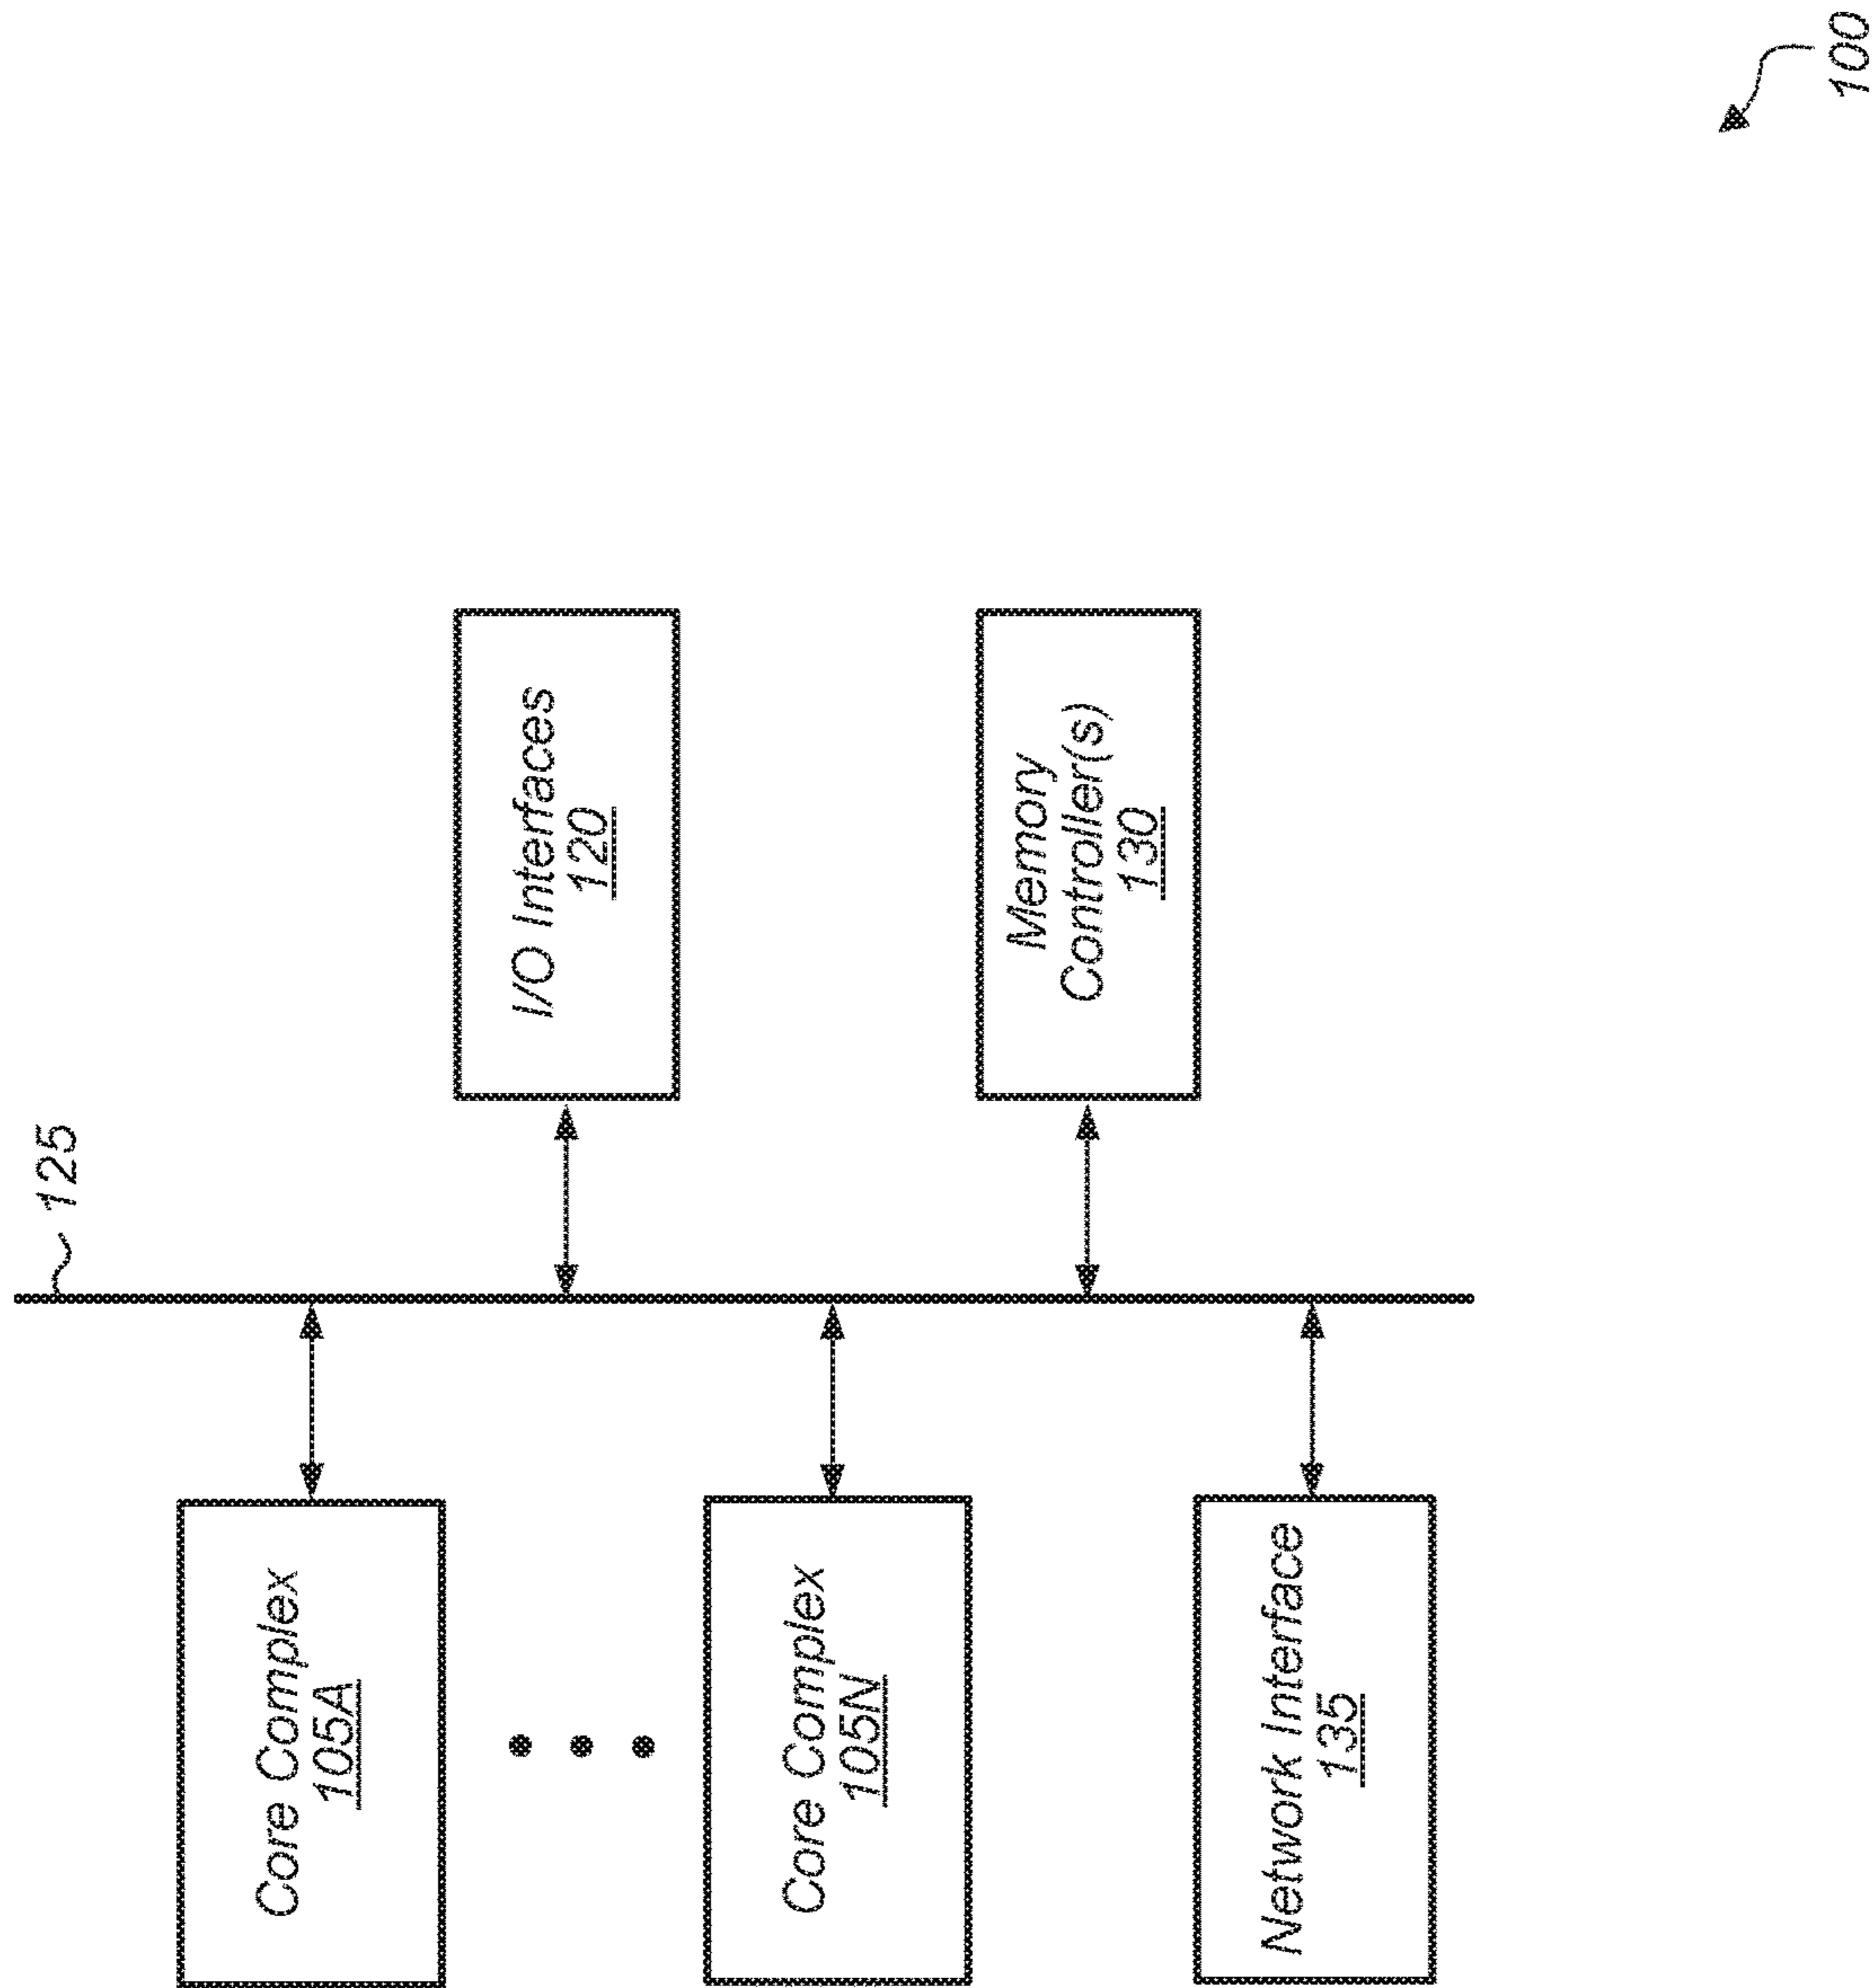 100
125
Core Complex
105A
I/O Interfaces
120
Core Complex
105N
Memory
Controller(s)
130
Network Interface
135